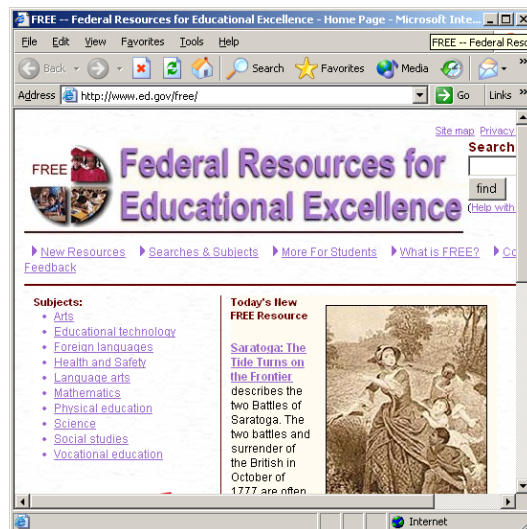 FREE -- Federal Resources for Educational Excellence - Home Page - Microsoft Inte...
File Edit View Favorites Tools Help
FREE -- Federal Resc
Back Search Favorites Media
Address http://www.ed.gov/free/ Go Links
Site map Privacy
Search
FREE Federal Resources for
Educational Excellence
find
(Help with
New Resources Searches & Subjects More For Students What is FREE? Co
Feedback
Subjects:
Arts
Educational technology
Foreign languages
Health and Safety
Language arts
Mathematics
Physical education
Science
Social studies
Vocational education
Today's New
FREE Resource
Saratoga: The
Tide Turns on
the Frontier
describes the
two Battles of
Saratoga. The
two battles and
surrender of
the British in
October of
1777 are often
Internet